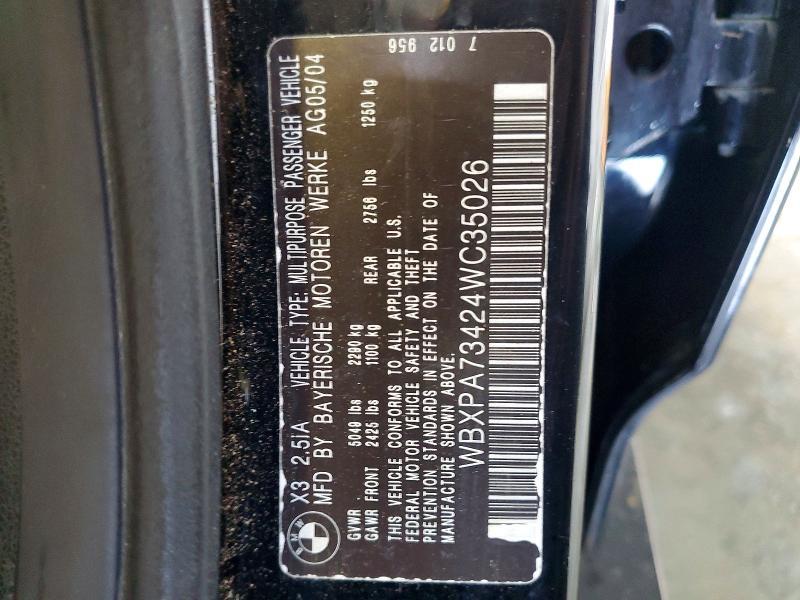 BMW
X3 2.5iA VEHICLE TYPE: MULTIPURPOSE PASSENGER VEHICLE
MFD BY BAYERISCHE MOTOREN WERKE AG05/04
GVWR 5049 lbs 2290 kg
GAWR FRONT 2425 lbs 1100 kg REAR 2756 lbs 1250 kg
THIS VEHICLE CONFORMS TO ALL APPLICABLE U.S.
FEDERAL MOTOR VEHICLE SAFETY AND THEFT
PREVENTION STANDARDS IN EFFECT ON THE DATE OF
MANUFACTURE SHOWN ABOVE.
7 012 956
WBXPA73424WC35026